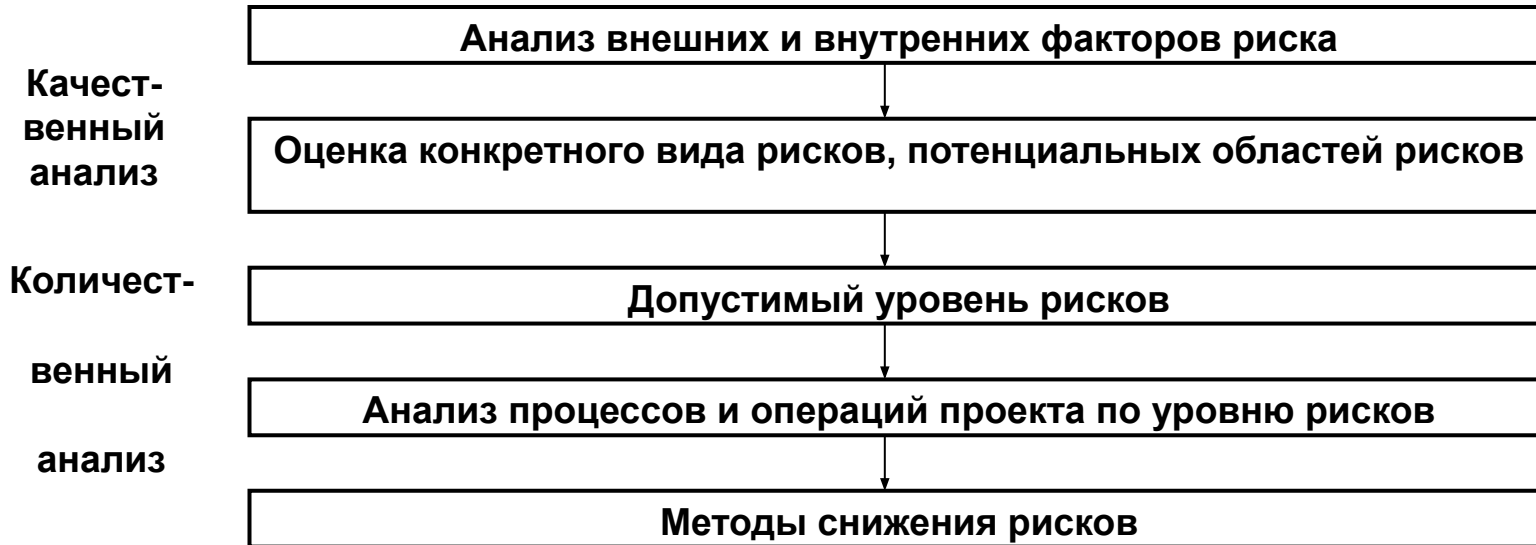 Анализ внешних и внутренних факторов риска
Качест-
венный
анализ
Оценка конкретного вида рисков, потенциальных областей рисков
Количест-
венный
анализ
Допустимый уровень рисков
Анализ процессов и операций проекта по уровню рисков
Методы снижения рисков